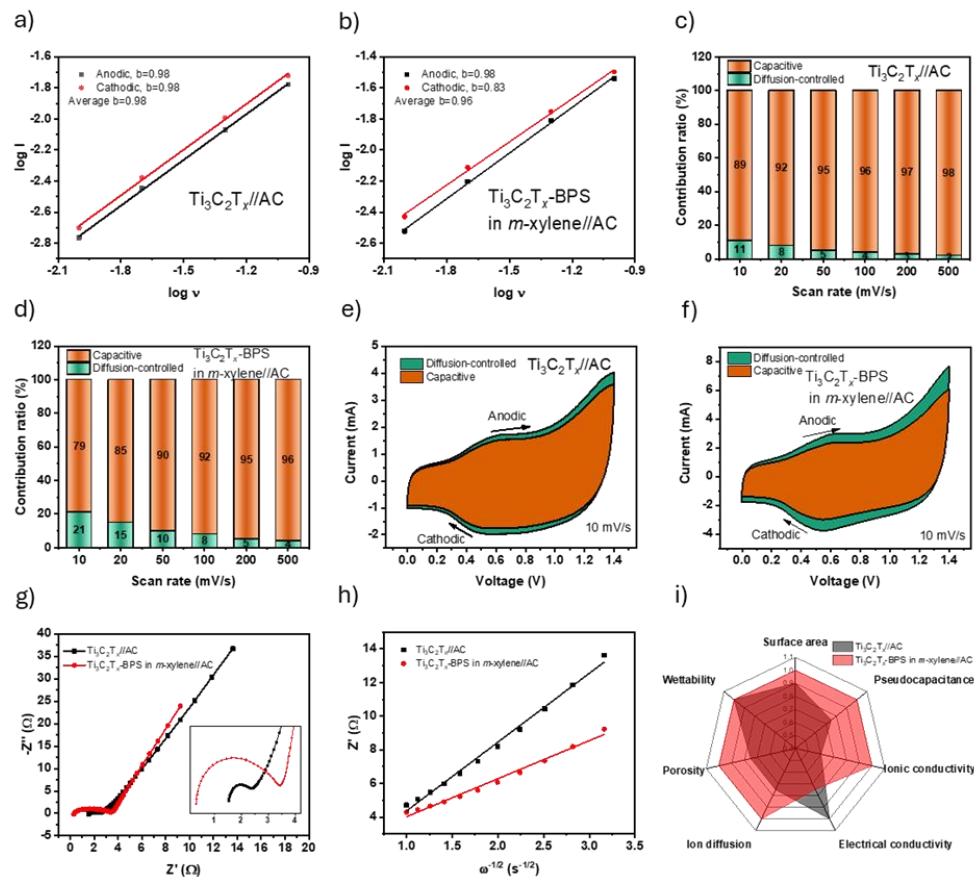 a)
Anodic, b=0.98
Cathodic, b=0.98
Average b=0.98
Ti₃C₂Tₓ//AC
log I
-1.6
-1.8
-2.0
-2.2
-2.4
-2.6
-2.8
-2.1
-1.8
-1.5
-1.2
-0.9
log ν
b)
Anodic, b=0.98
Cathodic, b=0.83
Average b=0.96
Ti₃C₂Tₓ-BPS
in m-xylene//AC
log I
-1.4
-1.6
-1.8
-2.0
-2.2
-2.4
-2.6
-2.1
-1.8
-1.5
-1.2
-0.9
log ν
c)
Capacitive
Diffusion-controlled
Ti₃C₂Tₓ//AC
Contribution ratio (%)
120
100
80
60
40
20
0
89
92
95
96
97
98
11
8
5
4
3
2
10
20
50
100
200
500
Scan rate (mV/s)
d)
Capacitive
Diffusion-controlled
Ti₃C₂Tₓ-BPS
in m-xylene//AC
Contribution ratio (%)
120
100
80
60
40
20
0
79
85
90
92
95
96
21
15
10
8
5
4
10
20
50
100
200
500
Scan rate (mV/s)
e)
Diffusion-controlled
Capacitive
Ti₃C₂Tₓ//AC
Anodic
Cathodic
10 mV/s
Current (mA)
5
4
3
2
1
0
-1
-2
0.0
0.2
0.4
0.6
0.8
1.0
1.2
1.4
Voltage (V)
f)
Diffusion-controlled
Capacitive
Ti₃C₂Tₓ-BPS
in m-xylene//AC
Anodic
Cathodic
10 mV/s
Current (mA)
8
6
4
2
0
-2
-4
0.0
0.2
0.4
0.6
0.8
1.0
1.2
1.4
Voltage (V)
g)
Ti₃C₂Tₓ//AC
Ti₃C₂Tₓ-BPS in m-xylene//AC
-Z'' (Ω)
40
35
30
25
20
15
10
5
0
-5
1
2
3
4
0
2
4
6
8
10
12
14
16
18
20
Z' (Ω)
h)
Ti₃C₂Tₓ//AC
Ti₃C₂Tₓ-BPS in m-xylene//AC
Z' (Ω)
14
12
10
8
6
4
1.0
1.5
2.0
2.5
3.0
3.5
ω⁻¹/² (s⁻¹/²)
i)
Ti₃C₂Tₓ//AC
Ti₃C₂Tₓ-BPS in m-xylene//AC
Surface area
Pseudocapacitance
Ionic conductivity
Electrical conductivity
Ion diffusion
Porosity
Wettability
1.1
1.0